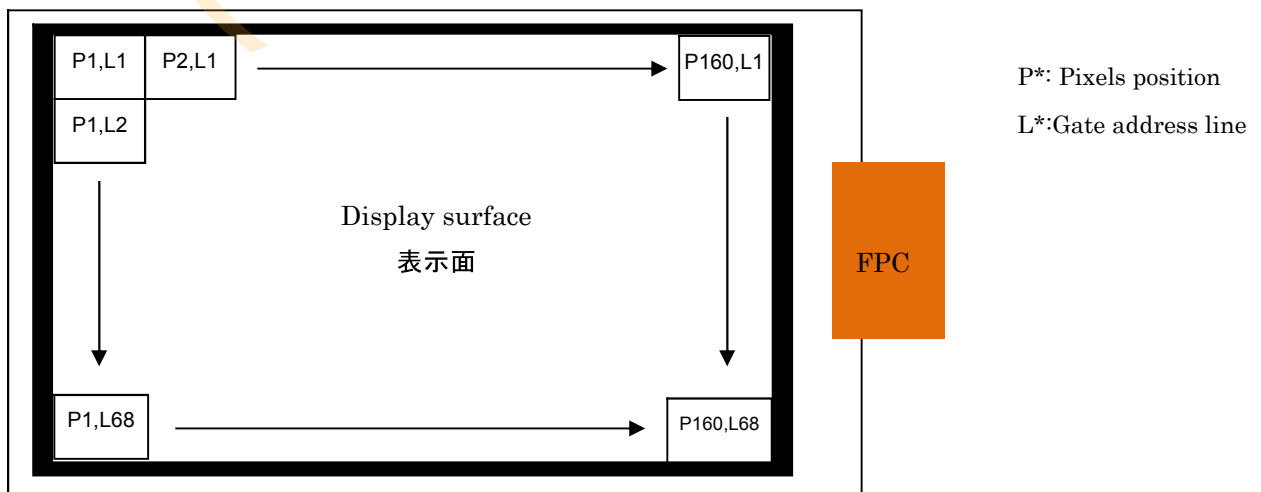 P1,L1 P2,L1 P160,L1
P*: Pixels position
L*:Gate address line
P1,L2
Display surface
表示面
FPC
P1,L68 P160,L68